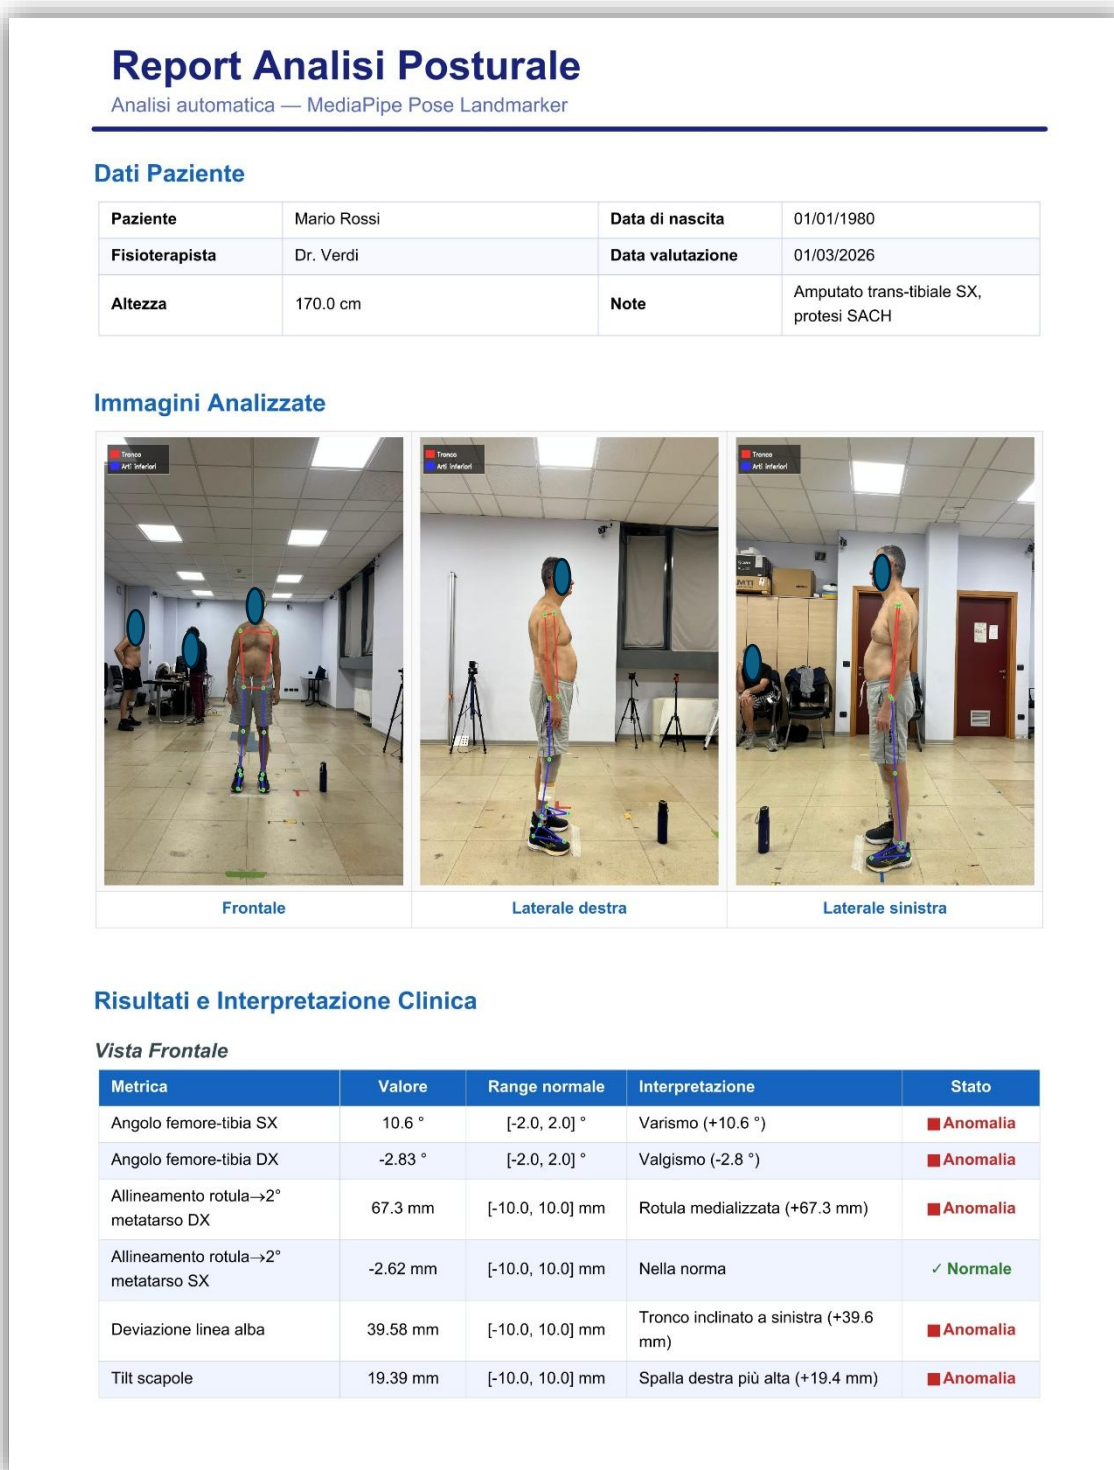 Report Analisi Posturale
Analisi automatica — MediaPipe Pose Landmarker
Dati Paziente
Paziente Mario Rossi Data di nascita 01/01/1980
Fisioterapista Dr. Verdi Data valutazione 01/03/2026
Altezza 170.0 cm Note Amputato trans-tibiale SX,
protesi SACH
Immagini Analizzate
Tronco
Arti inferiori
Tronco
Arti inferiori
Tronco
Arti inferiori
Frontale Laterale destra Laterale sinistra
Risultati e Interpretazione Clinica
Vista Frontale
Metrica Valore Range normale Interpretazione Stato
Angolo femore-tibia SX 10.6 ° [-2.0, 2.0] ° Varismo (+10.6 °) ■ Anomalia
Angolo femore-tibia DX -2.83 ° [-2.0, 2.0] ° Valgismo (-2.8 °) ■ Anomalia
Allineamento rotula→2°
metatarso DX 67.3 mm [-10.0, 10.0] mm Rotula medializzata (+67.3 mm) ■ Anomalia
Allineamento rotula→2°
metatarso SX -2.62 mm [-10.0, 10.0] mm Nella norma ✓ Normale
Deviazione linea alba 39.58 mm [-10.0, 10.0] mm Tronco inclinato a sinistra (+39.6
mm) ■ Anomalia
Tilt scapole 19.39 mm [-10.0, 10.0] mm Spalla destra più alta (+19.4 mm) ■ Anomalia